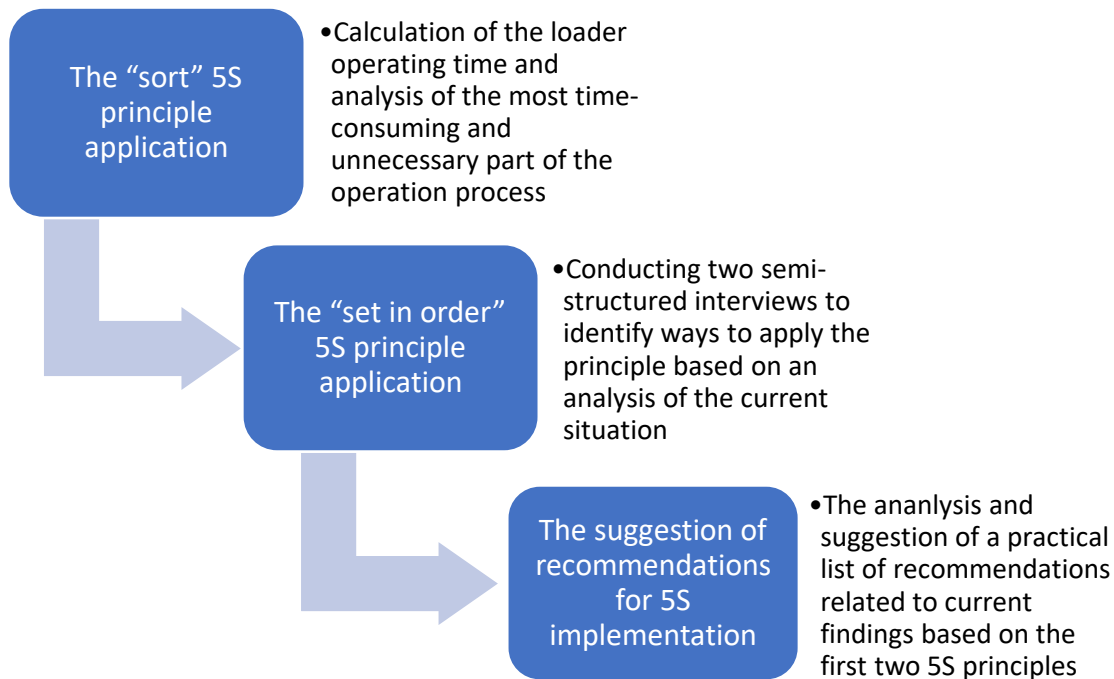 The “sort” 5S
principle
application
•Calculation of the loader
operating time and
analysis of the most time-
consuming and
unnecessary part of the
operation process
The “set in order”
5S principle
application
•Conducting two semi-
structured interviews to
identify ways to apply the
principle based on an
analysis of the current
situation
The suggestion of
recommendations
for 5S
implementation
•The ananlysis and
suggestion of a practical
list of recommendations
related to current
findings based on the
first two 5S principles